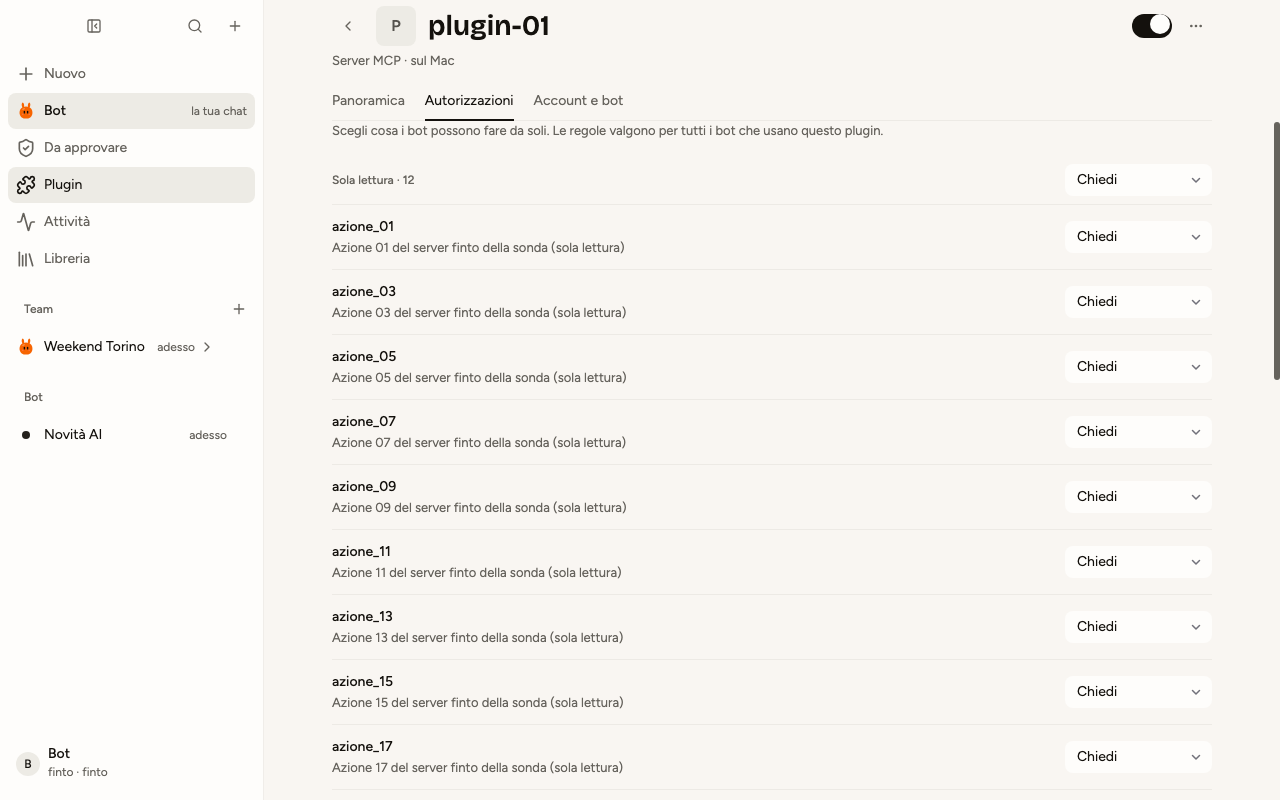 Nuovo
Bot
la tua chat
Da approvare
Plugin
Attività
Libreria
Team
Weekend Torino
adesso
Bot
Novità AI
adesso
B
Bot
finto · finto
P
plugin-01
Server MCP · sul Mac
Panoramica
Autorizzazioni
Account e bot
Scegli cosa i bot possono fare da soli. Le regole valgono per tutti i bot che usano questo plugin.
Sola lettura · 12
Chiedi
azione_01
Azione 01 del server finto della sonda (sola lettura)
Chiedi
azione_03
Azione 03 del server finto della sonda (sola lettura)
Chiedi
azione_05
Azione 05 del server finto della sonda (sola lettura)
Chiedi
azione_07
Azione 07 del server finto della sonda (sola lettura)
Chiedi
azione_09
Azione 09 del server finto della sonda (sola lettura)
Chiedi
azione_11
Azione 11 del server finto della sonda (sola lettura)
Chiedi
azione_13
Azione 13 del server finto della sonda (sola lettura)
Chiedi
azione_15
Azione 15 del server finto della sonda (sola lettura)
Chiedi
azione_17
Azione 17 del server finto della sonda (sola lettura)
Chiedi